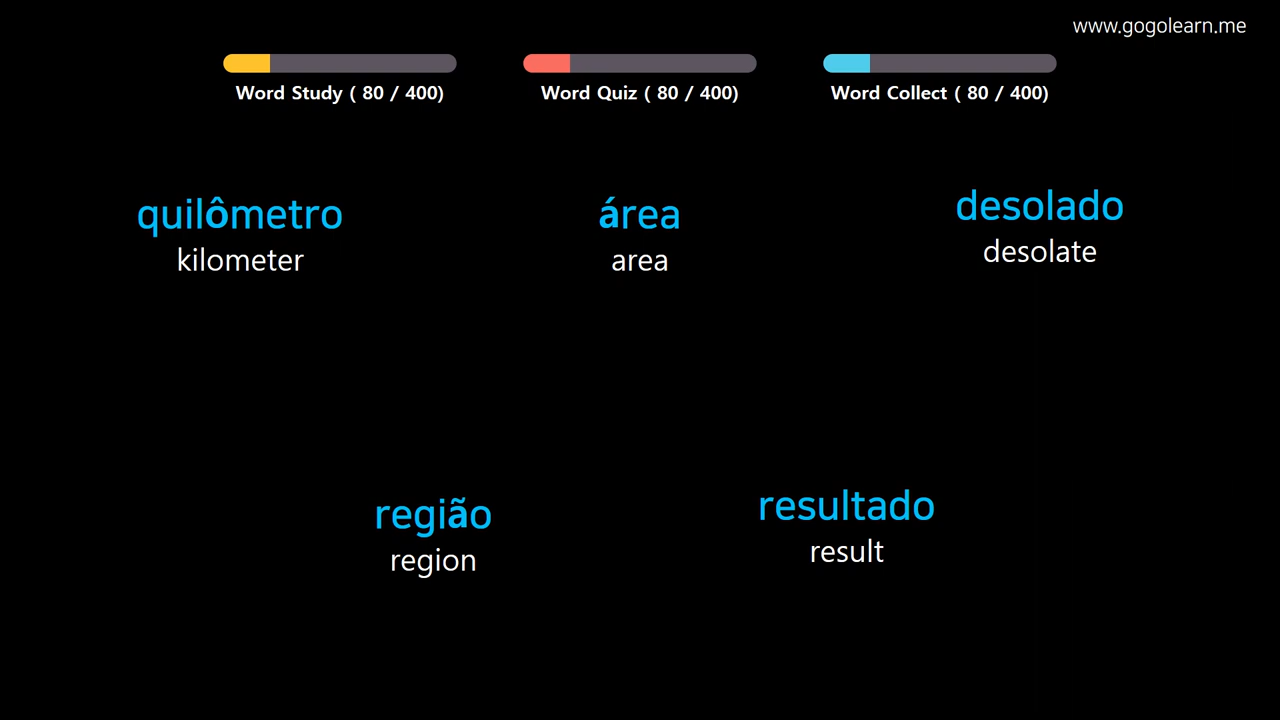 www.gogolearn.me
Word Study ( 80 / 400)
Word Quiz ( 80 / 400)
Word Collect ( 80 / 400)
quilômetro
kilometer
área
area
desolado
desolate
região
region
resultado
result